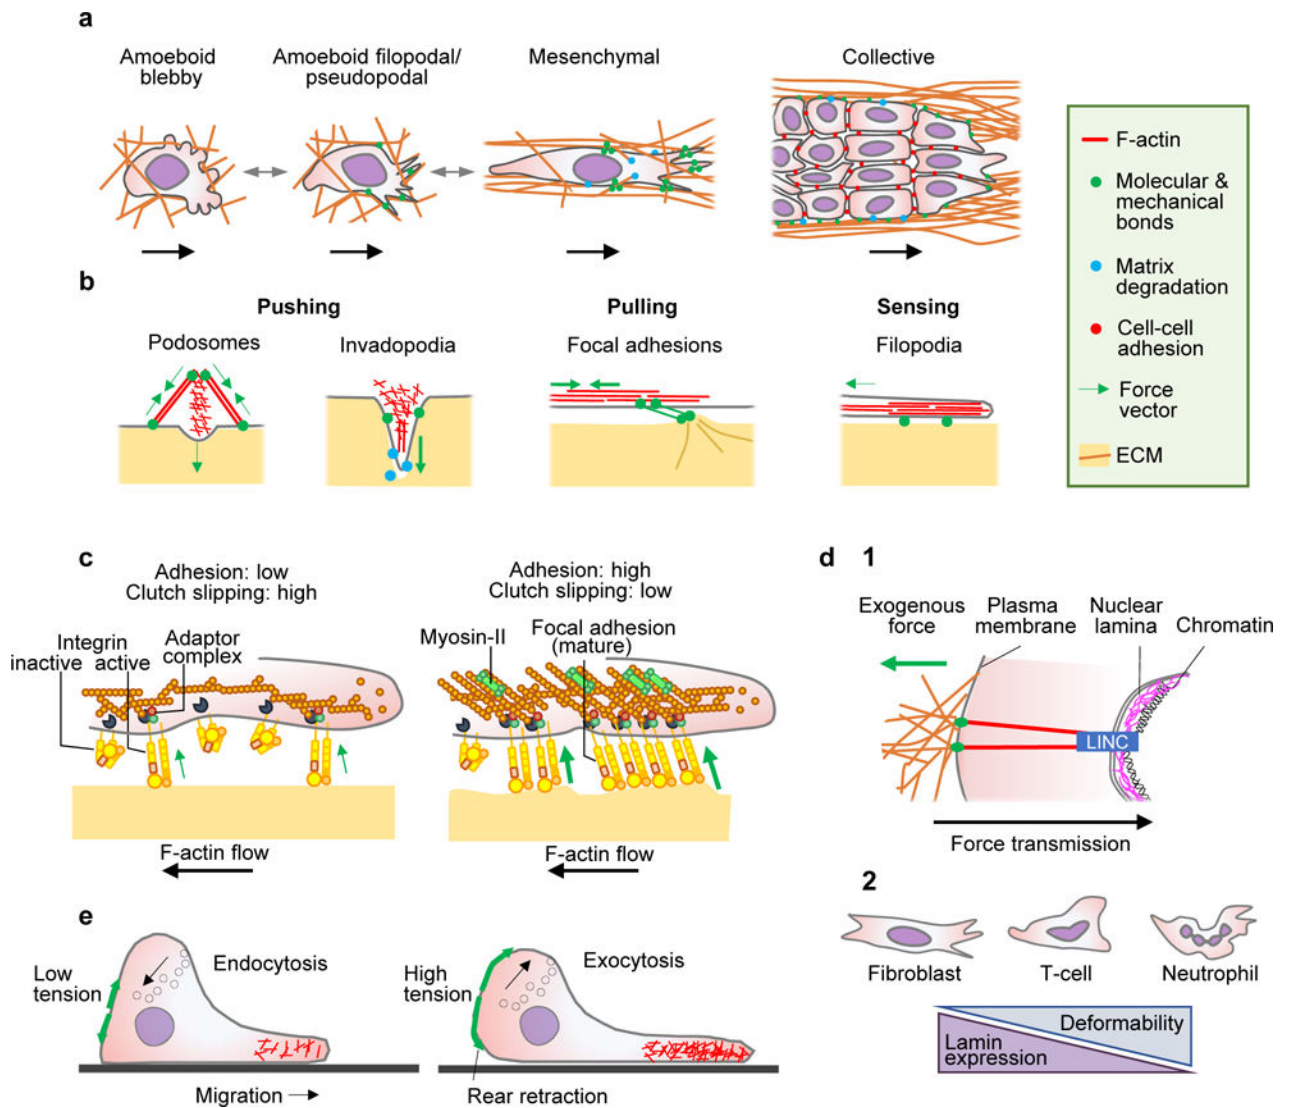 a
Amoeboid
blebby
Amoeboid filopodal/
pseudopodal
Mesenchymal
Collective
F-actin
Molecular &
mechanical
bonds
Matrix
degradation
Cell-cell
adhesion
Force
vector
ECM
b
Pushing
Pulling
Sensing
Podosomes
Invadopodia
Focal adhesions
Filopodia
c
Adhesion: low
Clutch slipping: high
Adhesion: high
Clutch slipping: low
Integrin
inactive active
Adaptor
complex
Myosin-II
Focal adhesion
(mature)
F-actin flow
F-actin flow
d 1
Exogenous
force
Plasma
membrane
Nuclear
lamina
Chromatin
LINC
Force transmission
2
Fibroblast
T-cell
Neutrophil
Deformability
Lamin
expression
e
Low
tension
Endocytosis
High
tension
Exocytosis
Migration
Rear retraction